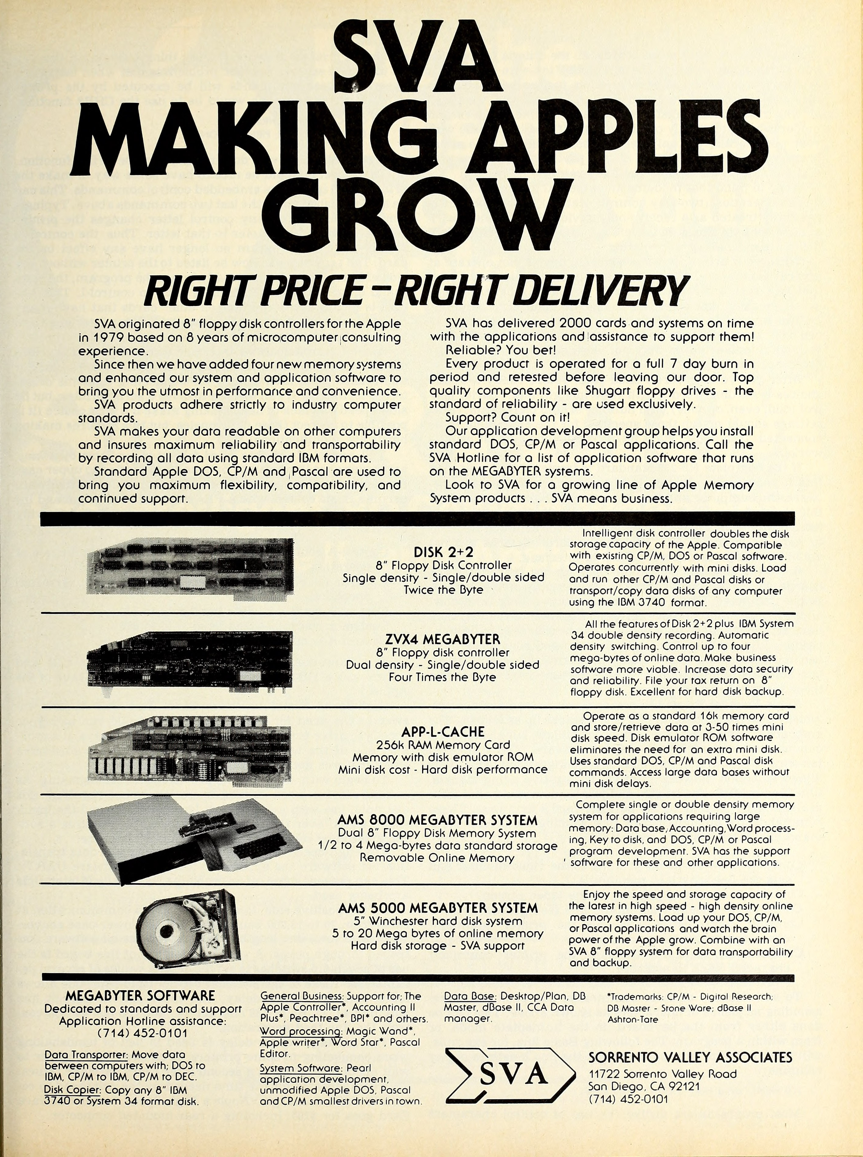 SVA
MAKING APPLES
GROW
RIGHT PRICE – RIGHT DELIVERY
SVA originated 8" floppy disk controllers for the Apple
in 1979 based on 8 years of microcomputer consulting
experience.
Since then we have added four new memory systems
and enhanced our system and application software to
bring you the utmost in performance and convenience.
SVA products adhere strictly to industry computer
standards.
SVA makes your data readable on other computers
and insures maximum reliability and transportability
by recording all data using standard IBM formats.
Standard Apple DOS, CP/M and Pascal are used to
bring you maximum flexibility, compatibility, and
continued support.
SVA has delivered 2000 cards and systems on time
with the applications and assistance to support them!
Reliable? You bet!
Every product is operated for a full 7 day burn in
period and retested before leaving our door. Top
quality components like Shugart floppy drives - the
standard of reliability - are used exclusively.
Support? Count on it!
Our application development group helps you install
standard DOS, CP/M or Pascal applications. Call the
SVA Hotline for a list of application software that runs
on the MEGABYTER systems.
Look to SVA for a growing line of Apple Memory
System products . . . SVA means business.
DISK 2+2
8" Floppy Disk Controller
Single density - Single/double sided
Twice the Byte
Intelligent disk controller doubles the disk
storage capacity of the Apple. Compatible
with existing CP/M, DOS or Pascal software.
Operates concurrently with mini disks. Load
and run other CP/M and Pascal disks or
transport/copy data disks of any computer
using the IBM 3740 format.
ZVX4 MEGABYTER
8" Floppy disk controller
Dual density - Single/double sided
Four Times the Byte
All the features of Disk 2+2 plus IBM System
34 double density recording. Automatic
density switching. Control up to four
mega-bytes of online data. Make business
software more viable. Increase data security
and reliability. File your tax return on 8"
floppy disk. Excellent for hard disk backup.
APP-L-CACHE
256k RAM Memory Card
Memory with disk emulator ROM
Mini disk cost - Hard disk performance
Operate as a standard 16k memory card
and store/retrieve data at 3-50 times mini
disk speed. Disk emulator ROM software
eliminates the need for an extra mini disk.
Uses standard DOS, CP/M and Pascal disk
commands. Access large data bases without
mini disk delays.
AMS 8000 MEGABYTER SYSTEM
Dual 8" Floppy Disk Memory System
1/2 to 4 Mega-bytes data standard storage
Removable Online Memory
Complete single or double density memory
system for applications requiring large
memory: Data base, Accounting, Word process-
ing, Key to disk, and DOS, CP/M or Pascal
program development. SVA has the support
software for these and other applications.
AMS 5000 MEGABYTER SYSTEM
5" Winchester hard disk system
5 to 20 Mega bytes of online memory
Hard disk storage - SVA support
Enjoy the speed and storage capacity of
the latest in high speed - high density online
memory systems. Load up your DOS, CP/M,
or Pascal applications and watch the brain
power of the Apple grow. Combine with an
SVA 8" floppy system for data transportability
and backup.
MEGABYTER SOFTWARE
Dedicated to standards and support
Application Hotline assistance:
(714) 452-0101
Data Transporter: Move data
between computers with; DOS to
IBM, CP/M to IBM, CP/M to DEC.
Disk Copier: Copy any 8" IBM
3740 or System 34 format disk.
General Business: Support for; The
Apple Controller*, Accounting II
Plus*, Peachtree*, BPI* and others.
Word processing: Magic Wand*,
Apple writer*, Word Star*, Pascal
Editor.
System Software: Pearl
application development,
unmodified Apple DOS, Pascal
and CP/M smallest drivers in town.
Data Base: Desktop/Plan, DB
Master, dBase II, CCA Data
manager.
*Trademarks: CP/M - Digital Research;
DB Master - Stone Ware; dBase II
Ashton-Tate
SVA
SORRENTO VALLEY ASSOCIATES
11722 Sorrento Valley Road
San Diego, CA 92121
(714) 452-0101